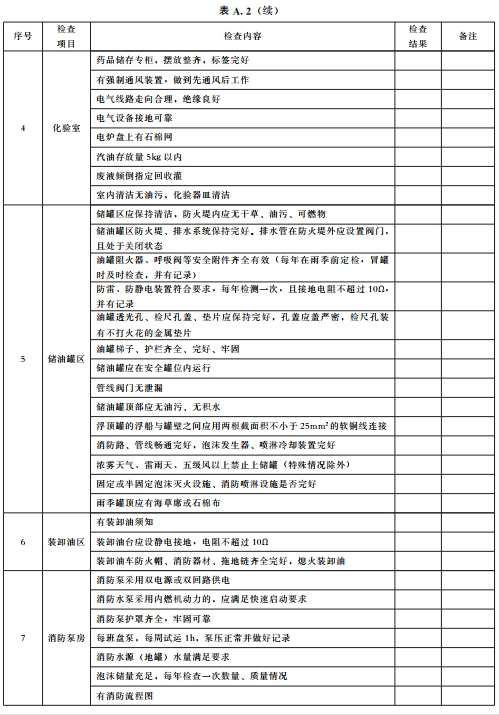 表 A. 2（续）
序号
检查
项目
检查内容
检查
结果
备注
4
化验室
药品储存专柜，摆放整齐，标签完好
有强制通风装置，做到先通风后工作
电气线路走向合理，绝缘良好
电气设备接地可靠
电炉盘上有石棉网
汽油存放量 5kg 以内
废液倾倒指定回收灌
室内清洁无油污，化验器皿清洁
5
储油罐区
储罐区应保持清洁，防火堤内应无干草、油污、可燃物
储油罐区防火堤、排水系统保持完好。排水管在防火堤外应设置阀门，
且处于关闭状态
油罐阻火器、呼吸阀等安全附件齐全有效（每年在雨季前定检，冒罐
时及时检查，并有记录）
防雷、防静电装置符合要求，每年检测一次，且接地电阻不超过 10Ω，
并有记录
油罐透光孔、检尺孔盖、垫片应保持完好，孔盖应盖严密，检尺孔装
有不打火花的金属垫片
油罐梯子、护栏齐全、完好、牢固
储油罐应在安全罐位内运行
管线阀门无泄漏
储油罐顶部应无油污、无积水
浮顶罐的浮船与罐壁之间应用两根截面积不小于 25mm²的软铜线连接
消防路、管线畅通完好，泡沫发生器、喷淋冷却装置完好
浓雾天气、雷雨天、五级风以上禁止上储罐（特殊情况除外）
固定或半固定泡沫灭火设施、消防喷淋设施是否完好
雨季罐顶应有海草席或石棉布
6
装卸油区
有装卸油须知
装卸油台应设静电接地，电阻不超过 10Ω
装卸油车防火帽、消防器材、拖地链齐全完好，熄火装卸油
7
消防泵房
消防泵采用双电源或双回路供电
消防水泵采用内燃机动力的，应满足快速启动要求
消防泵护罩齐全，牢固可靠
每班盘泵，每周试运 1h，泵压正常并做好记录
消防水源（地罐）水量满足要求
泡沫储量充足，每年检查一次数量、质量情况
有消防流程图